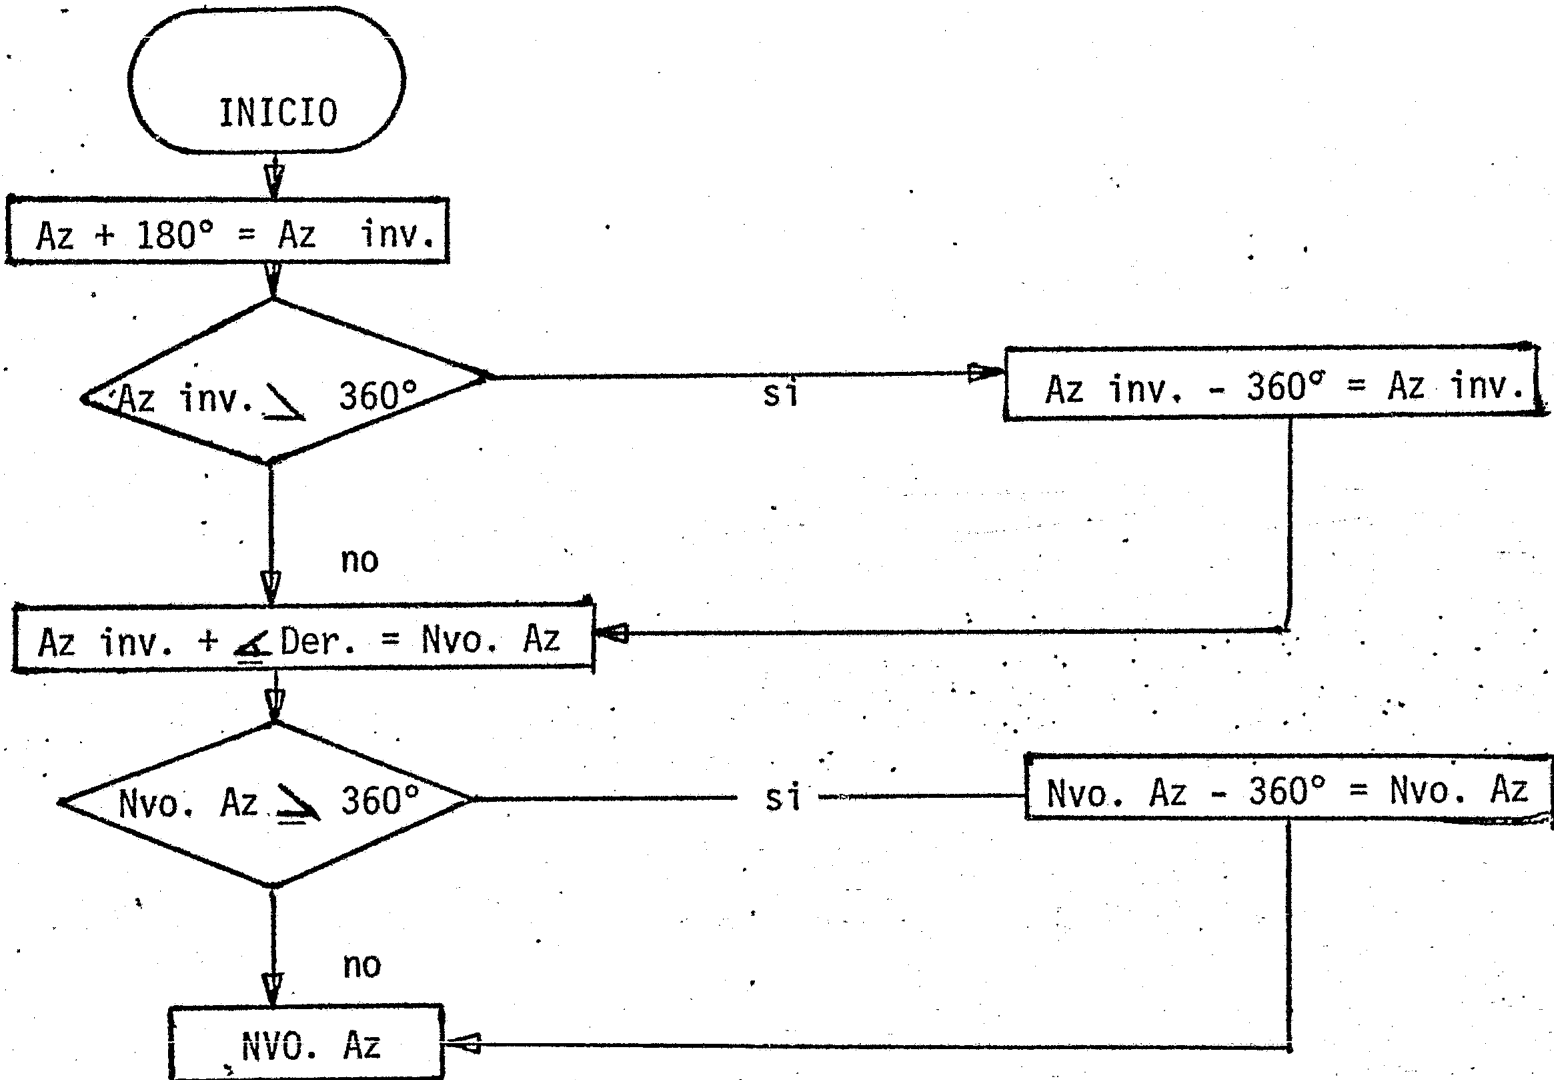 INICIO
Az + 180° = Az inv.
Az inv. ≥ 360°
si
Az inv. - 360° = Az inv.
no
Az inv. + ∡ Der. = Nvo. Az
Nvo. Az ≥ 360°
si
Nvo. Az - 360° = Nvo. Az
no
NVO. Az